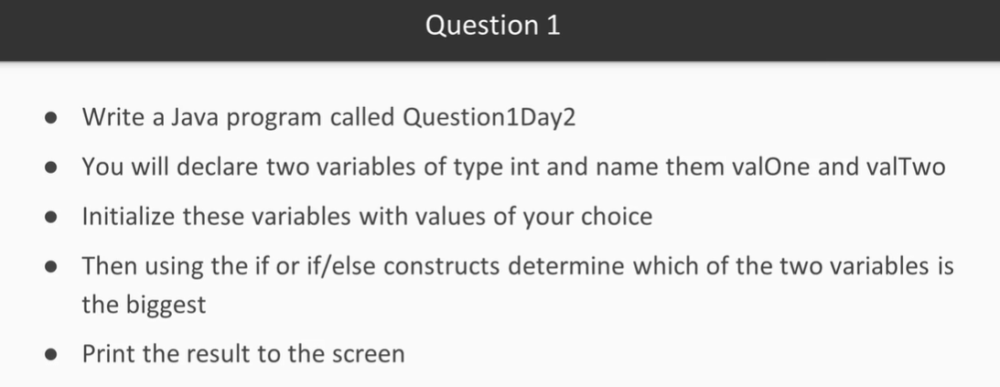 Question 1
● Write a Java program called Question1Day2
● You will declare two variables of type int and name them valOne and valTwo
● Initialize these variables with values of your choice
● Then using the if or if/else constructs determine which of the two variables is
the biggest
● Print the result to the screen